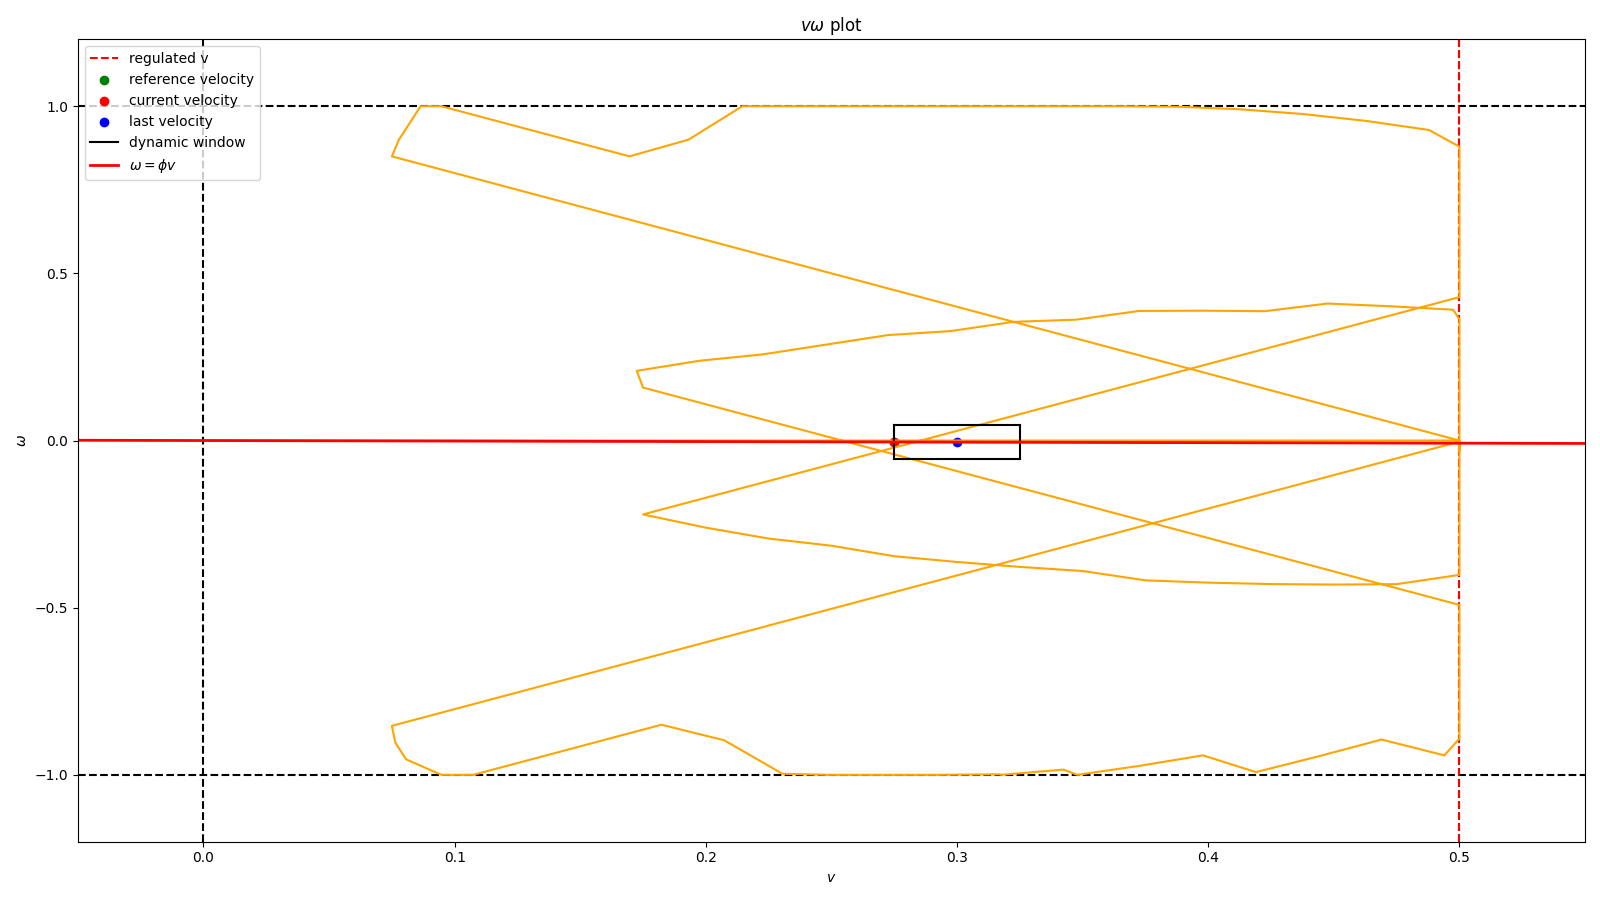 vω plot
regulated v
reference velocity
current velocity
last velocity
dynamic window
ω = ϕv
1.0
0.5
0.0
−0.5
−1.0
ω
0.0 0.1 0.2 0.3 0.4 0.5
v